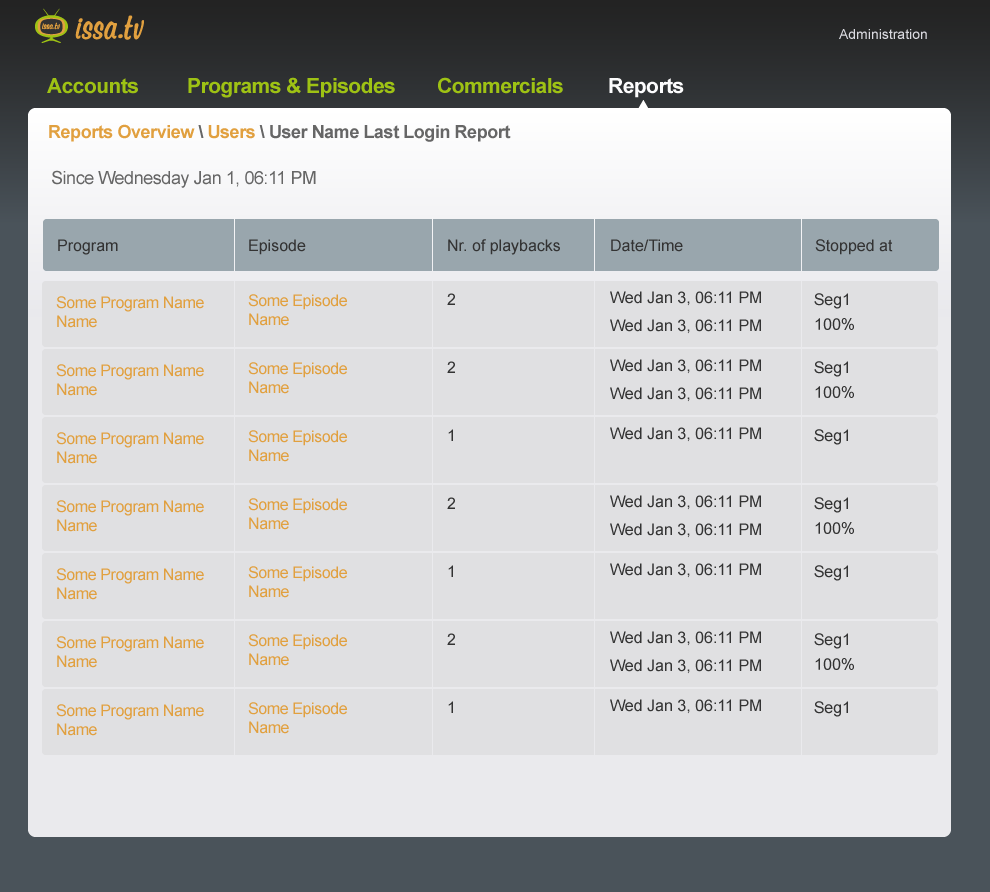 issa.tv issa.tv
Administration
Accounts Programs & Episodes Commercials Reports
Reports Overview \ Users \ User Name Last Login Report
Since Wednesday Jan 1, 06:11 PM
Program Episode Nr. of playbacks Date/Time Stopped at
Some Program Name Some Episode 2 Wed Jan 3, 06:11 PM Seg1
Name Name Wed Jan 3, 06:11 PM 100%
Some Program Name Some Episode 2 Wed Jan 3, 06:11 PM Seg1
Name Name Wed Jan 3, 06:11 PM 100%
Some Program Name Some Episode 1 Wed Jan 3, 06:11 PM Seg1
Name Name
Some Program Name Some Episode 2 Wed Jan 3, 06:11 PM Seg1
Name Name Wed Jan 3, 06:11 PM 100%
Some Program Name Some Episode 1 Wed Jan 3, 06:11 PM Seg1
Name Name
Some Program Name Some Episode 2 Wed Jan 3, 06:11 PM Seg1
Name Name Wed Jan 3, 06:11 PM 100%
Some Program Name Some Episode 1 Wed Jan 3, 06:11 PM Seg1
Name Name